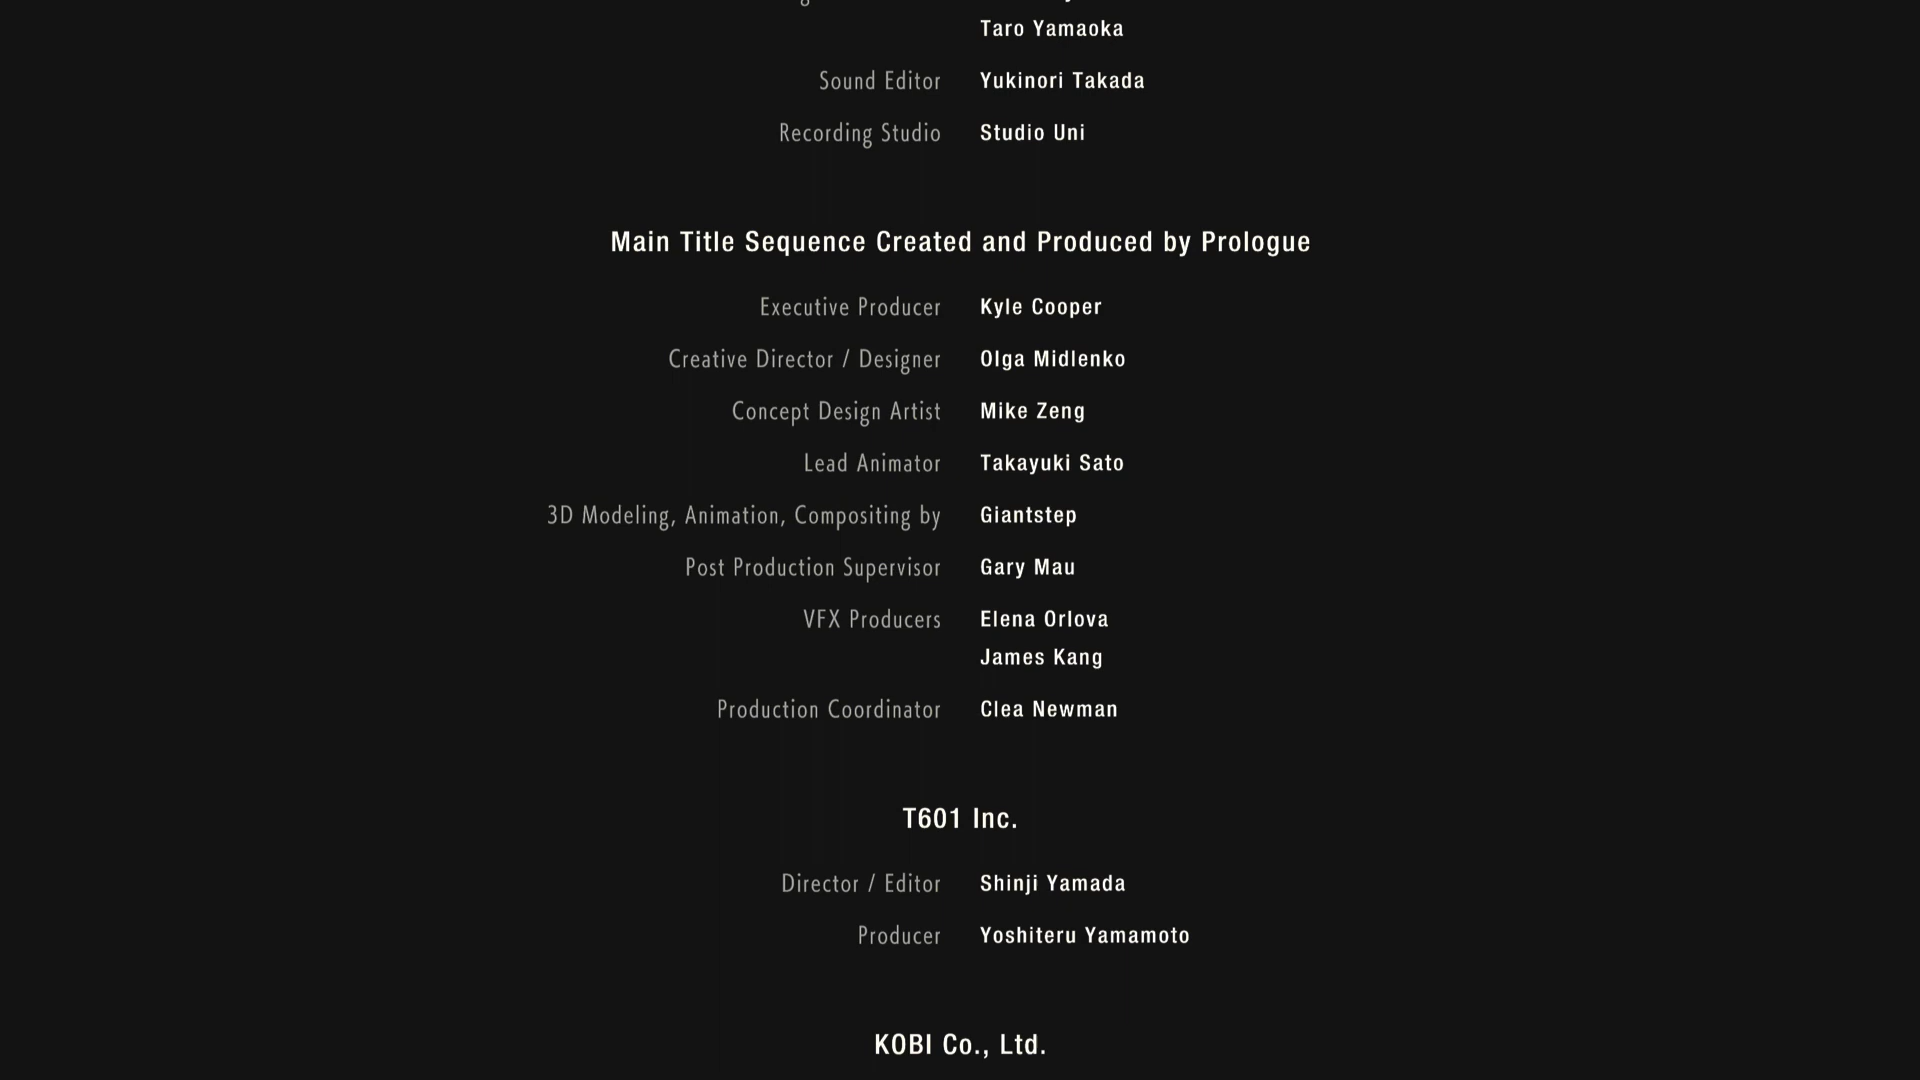 Taro Yamaoka
Sound Editor Yukinori Takada
Recording Studio Studio Uni
Main Title Sequence Created and Produced by Prologue
Executive Producer Kyle Cooper
Creative Director / Designer Olga Midlenko
Concept Design Artist Mike Zeng
Lead Animator Takayuki Sato
3D Modeling, Animation, Compositing by Giantstep
Post Production Supervisor Gary Mau
VFX Producers Elena Orlova
James Kang
Production Coordinator Clea Newman
T601 Inc.
Director / Editor Shinji Yamada
Producer Yoshiteru Yamamoto
KOBI Co., Ltd.